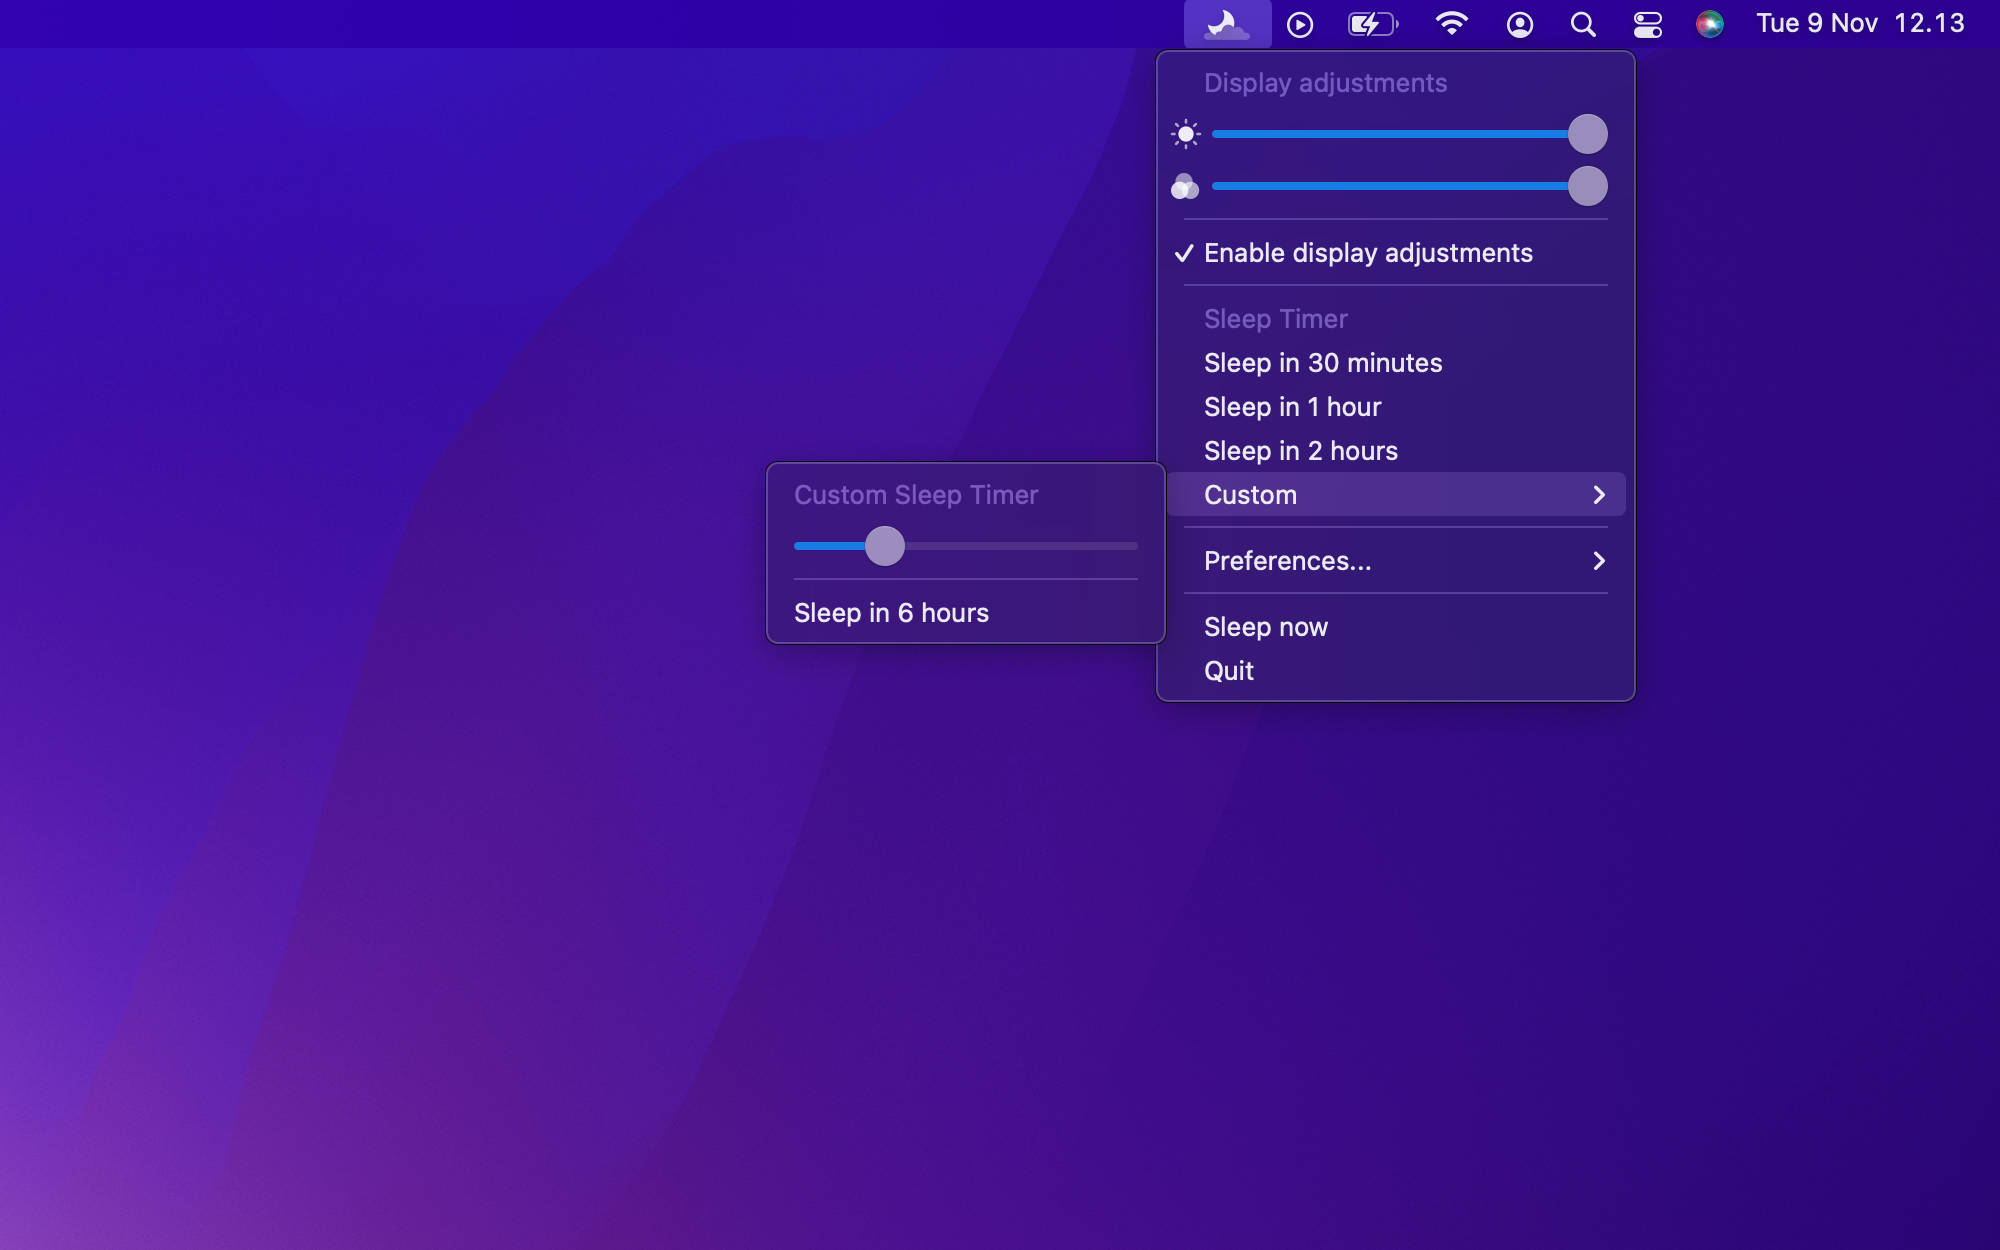 Tue 9 Nov 12.13
Display adjustments
Enable display adjustments
Sleep Timer
Sleep in 30 minutes
Sleep in 1 hour
Sleep in 2 hours
Custom
Custom Sleep Timer
Sleep in 6 hours
Preferences...
Sleep now
Quit